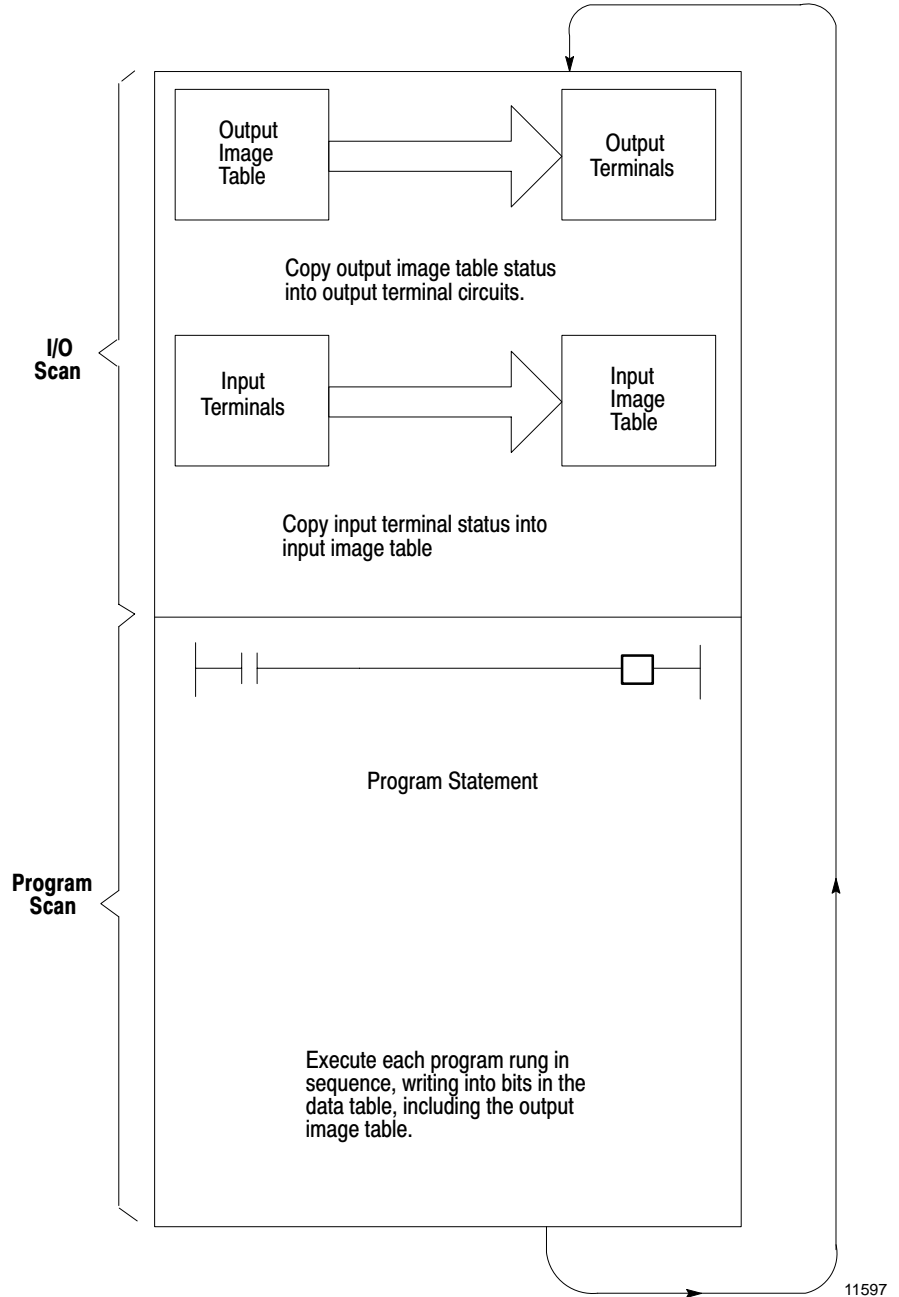 Output
Image
Table
Output
Terminals
Copy output image table status
into output terminal circuits.
I/O
Scan
Input
Terminals
Input
Image
Table
Copy input terminal status into
input image table
Program Statement
Program
Scan
Execute each program rung in
sequence, writing into bits in the
data table, including the output
image table.
11597